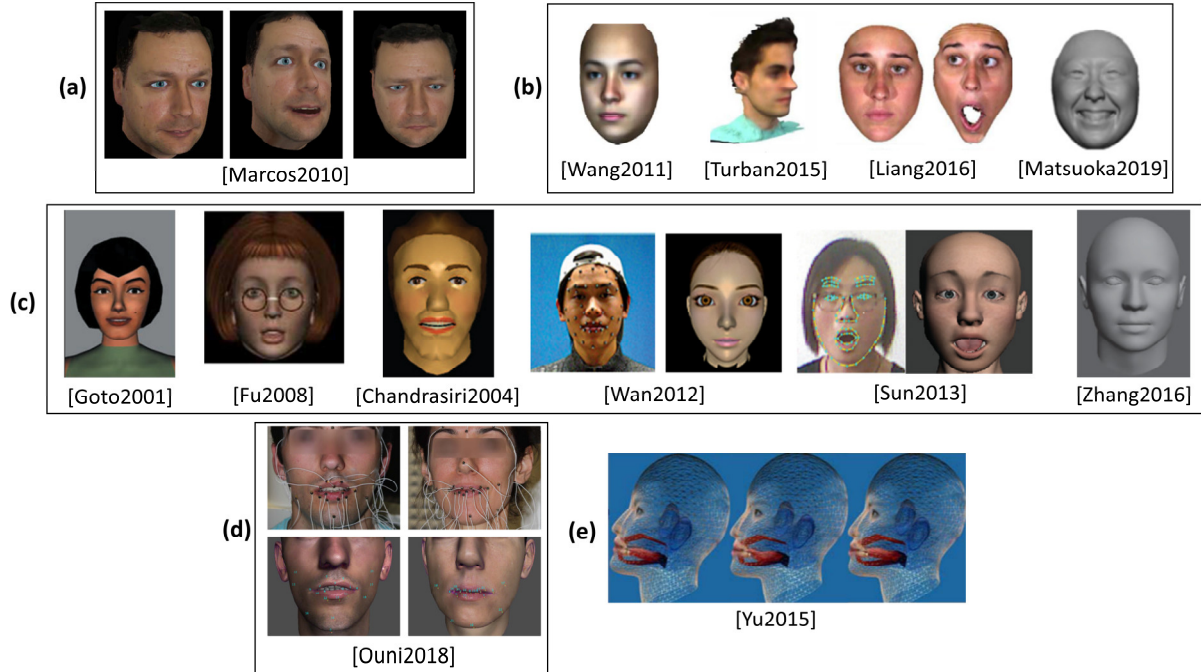 (a)
[Marcos2010]
(b)
[Wang2011] [Turban2015] [Liang2016] [Matsuoka2019]
(c)
[Goto2001] [Fu2008] [Chandrasiri2004] [Wan2012] [Sun2013] [Zhang2016]
(d)
[Ouni2018]
(e)
[Yu2015]